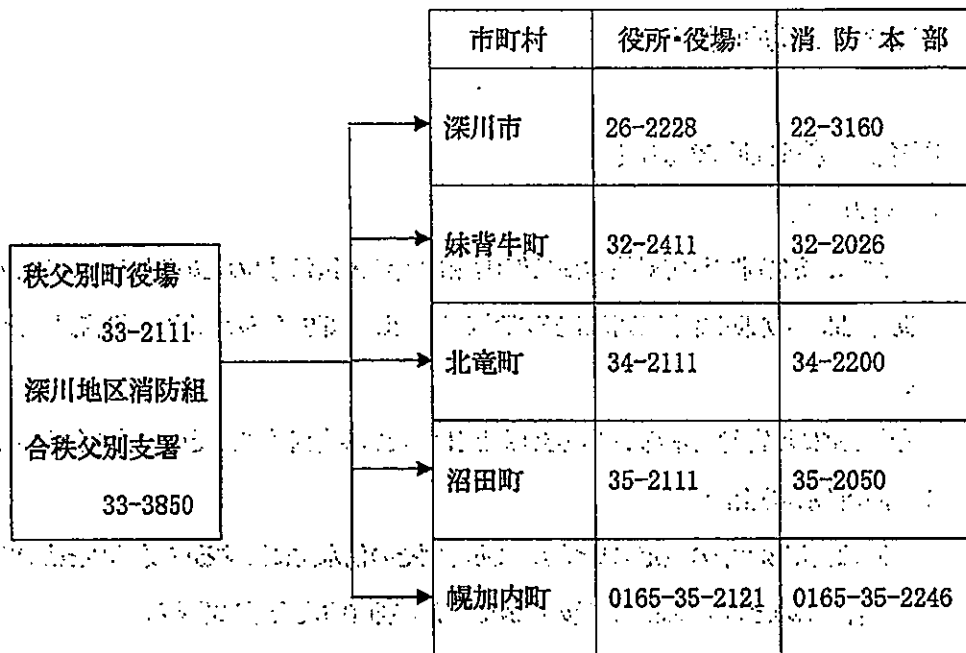 秩父別町役場
33-2111
深川地区消防組
合秩父別支署
33-3850
市町村 役所・役場 消防本部
深川市 26-2228 22-3160
妹背牛町 32-2411 32-2026
北竜町 34-2111 34-2200
沼田町 35-2111 35-2050
幌加内町 0165-35-2121 0165-35-2246